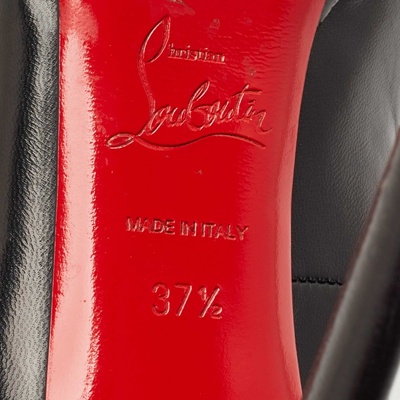 Christian
Louboutin
MADE IN ITALY
37½